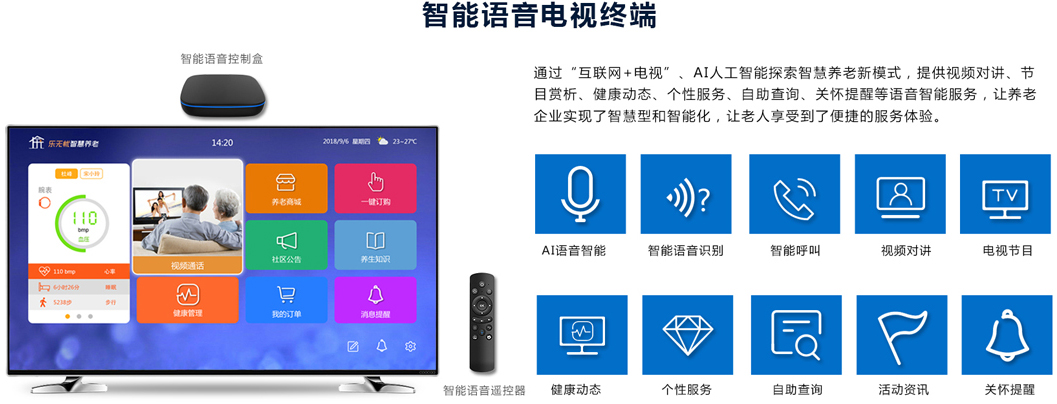 智能语音电视终端
智能语音控制盒
乐无忧智慧养老
14:20
2018/9/6 星期四
23~27℃
腕表
110
bmp
血压
110 bmp
心率
6小时26分
睡眠
5238步
步行
视频通话
养老商城
一键订购
社区公告
养生知识
健康管理
我的订单
消息提醒
智能语音遥控器
通过“互联网+电视”、AI人工智能探索智慧养老新模式，提供视频对讲、节
目赏析、健康动态、个性服务、自助查询、关怀提醒等语音智能服务，让养老
企业实现了智慧型和智能化，让老人享受到了便捷的服务体验。
?
TV
AI语音智能
智能语音识别
智能呼叫
视频对讲
电视节目
健康动态
个性服务
自助查询
活动资讯
关怀提醒